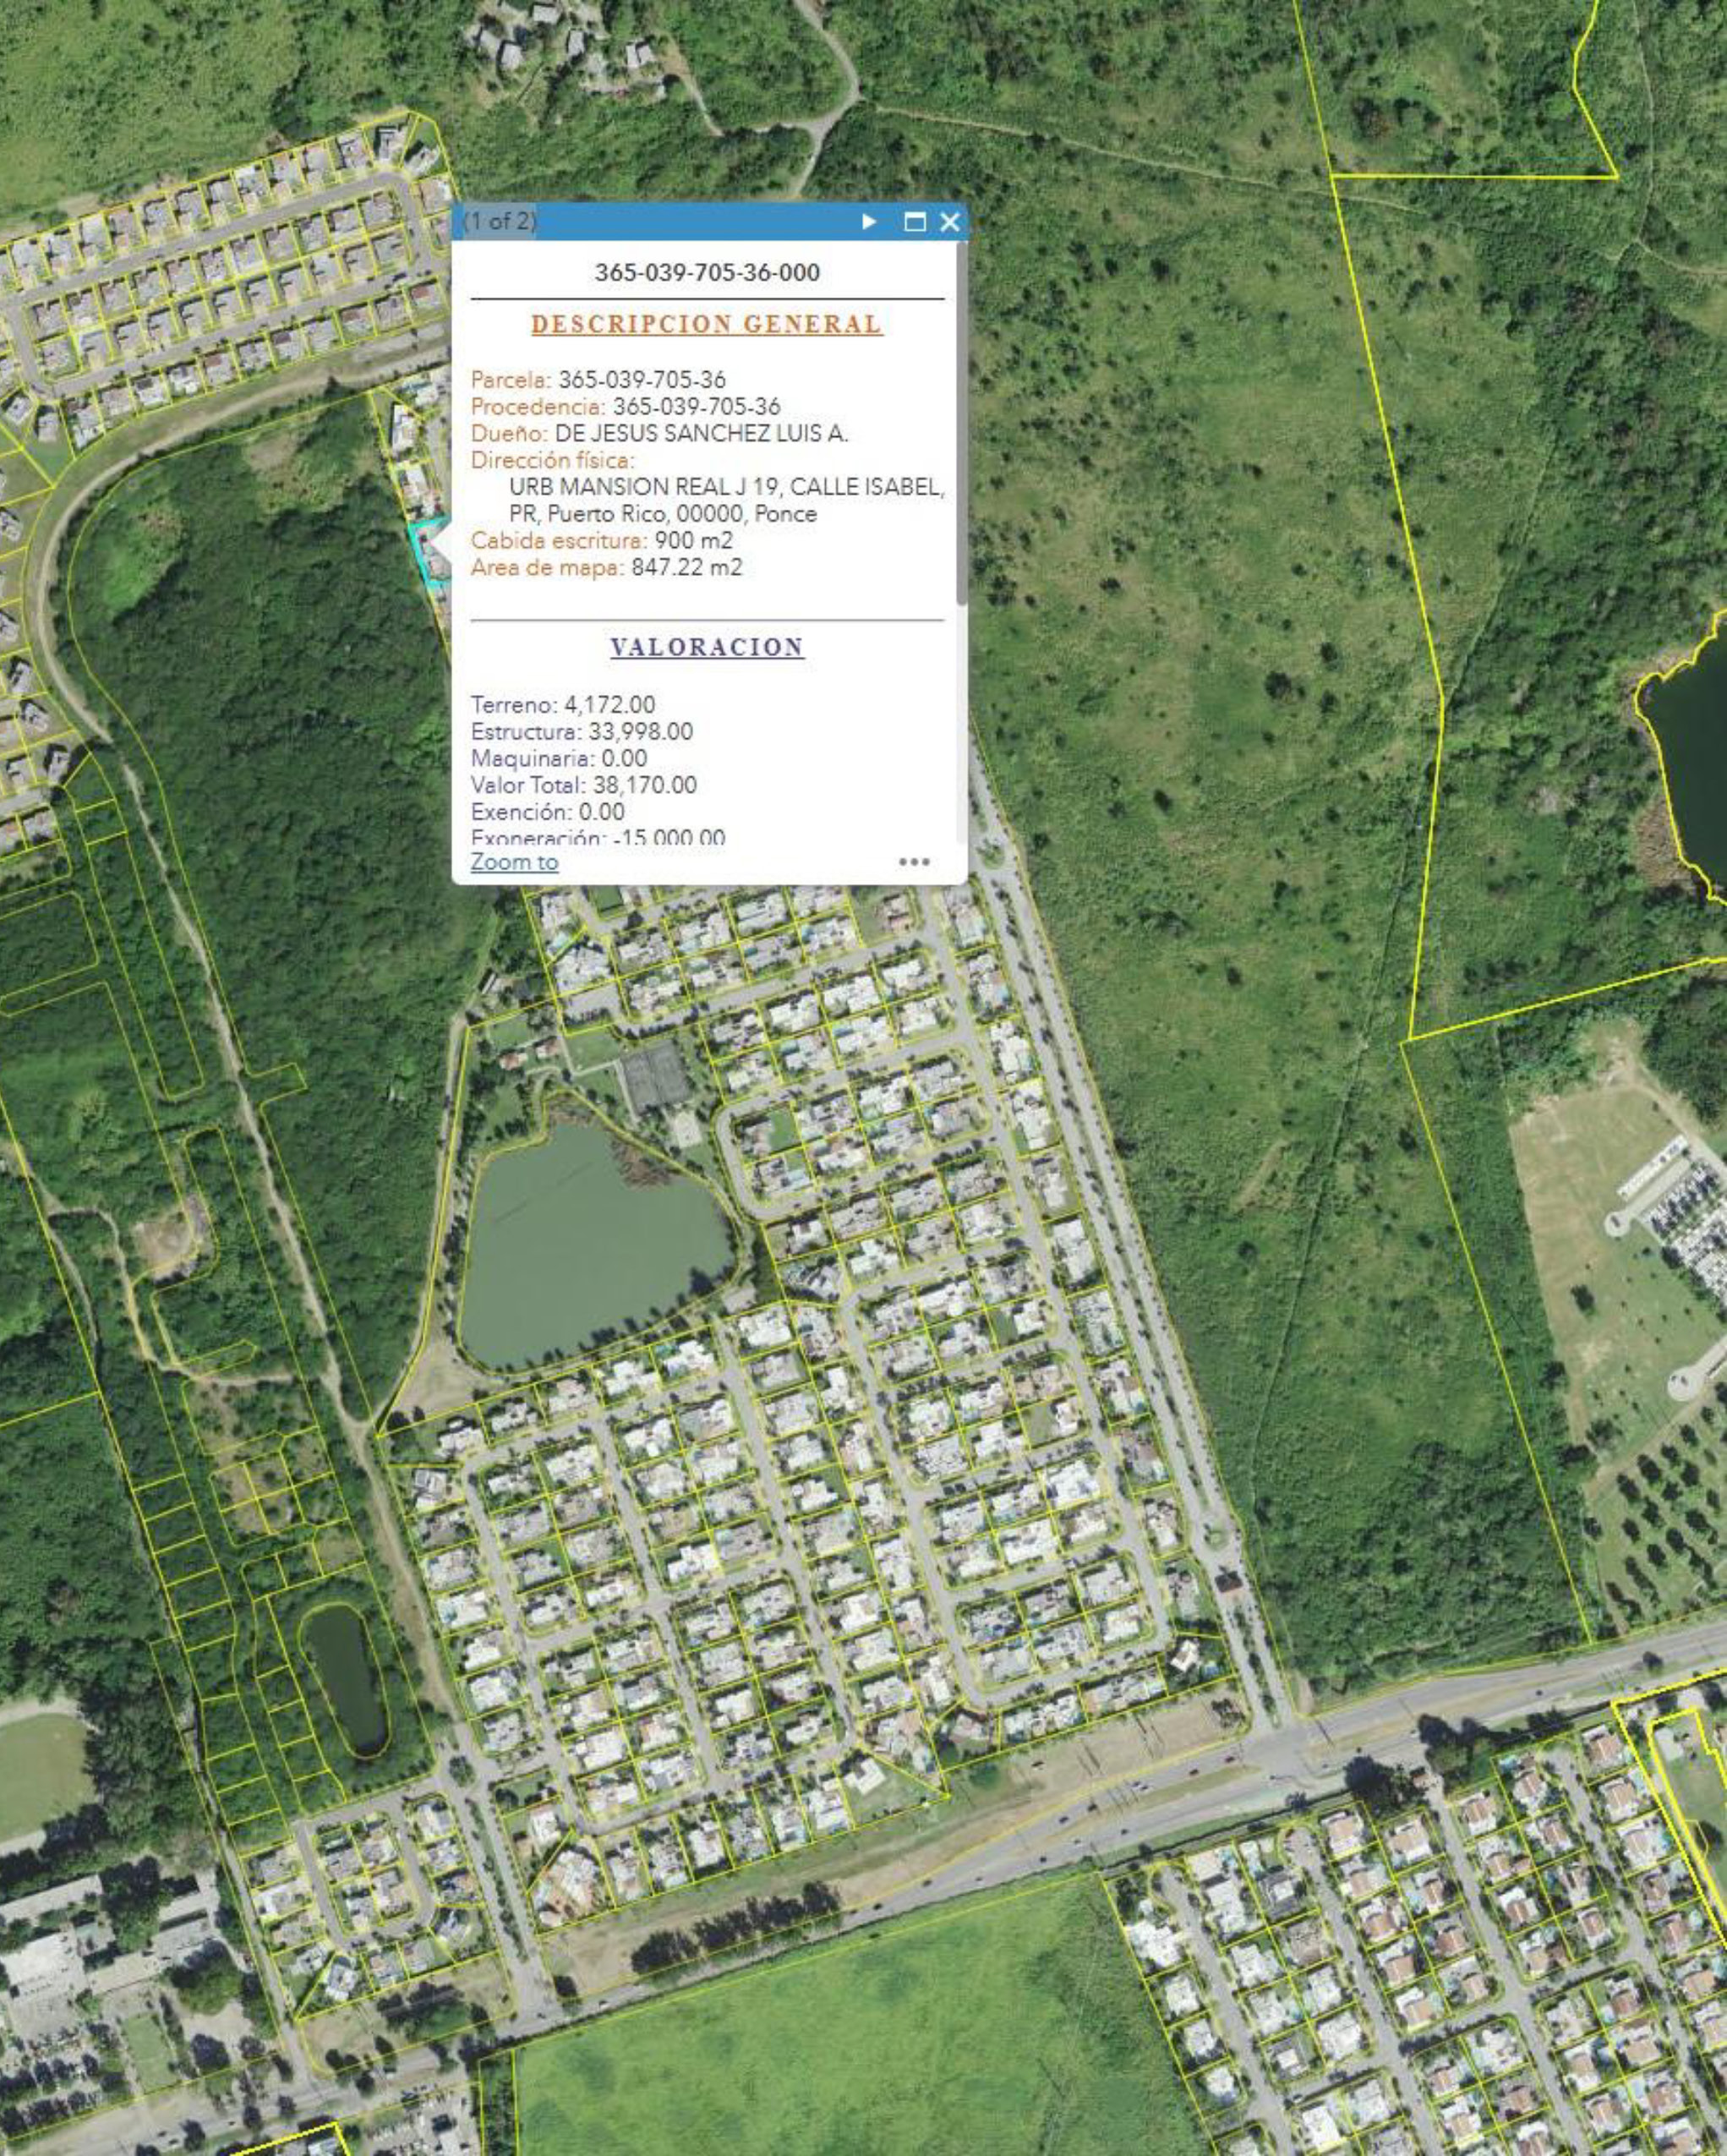 (1 of 2)
365-039-705-36-000
DESCRIPCION GENERAL
Parcela: 365-039-705-36
Procedencia: 365-039-705-36
Dueño: DE JESUS SANCHEZ LUIS A.
Dirección física:
URB MANSION REAL J 19, CALLE ISABEL,
PR, Puerto Rico, 00000, Ponce
Cabida escritura: 900 m2
Area de mapa: 847.22 m2
VALORACION
Terreno: 4,172.00
Estructura: 33,998.00
Maquinaria: 0.00
Valor Total: 38,170.00
Exención: 0.00
Exoneración: -15,000.00
Zoom to